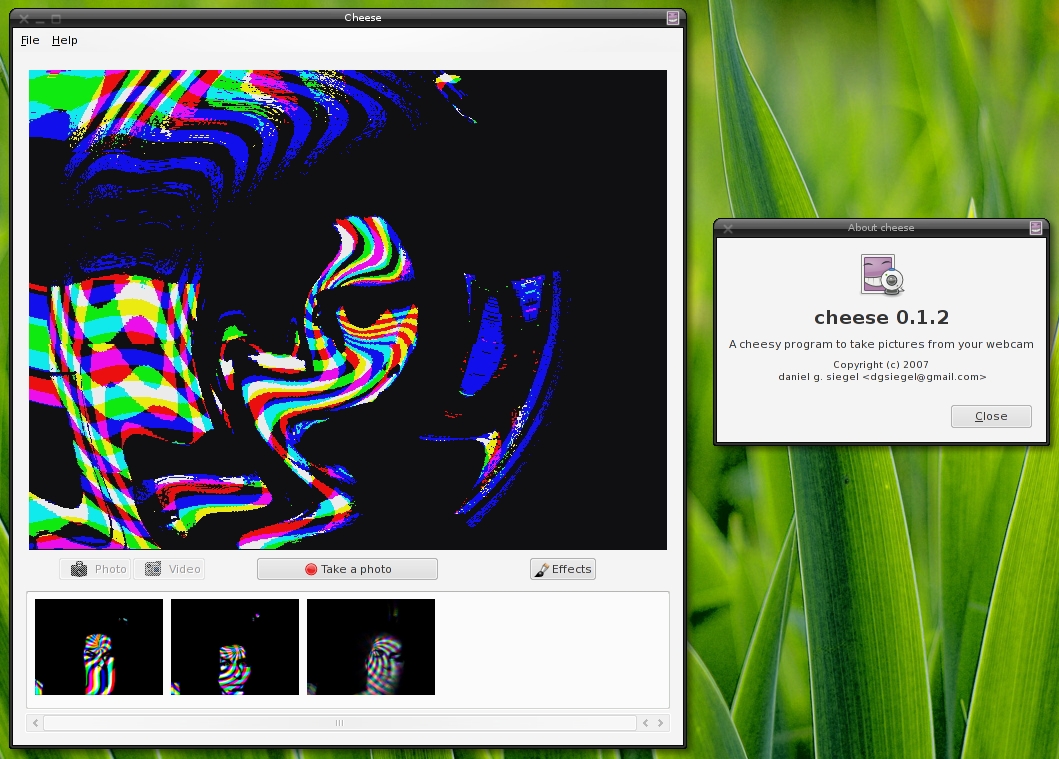 Cheese
File Help
Photo Video Take a photo Effects
About cheese
cheese 0.1.2
A cheesy program to take pictures from your webcam
Copyright (c) 2007
daniel g. siegel <dgsiegel@gmail.com>
Close